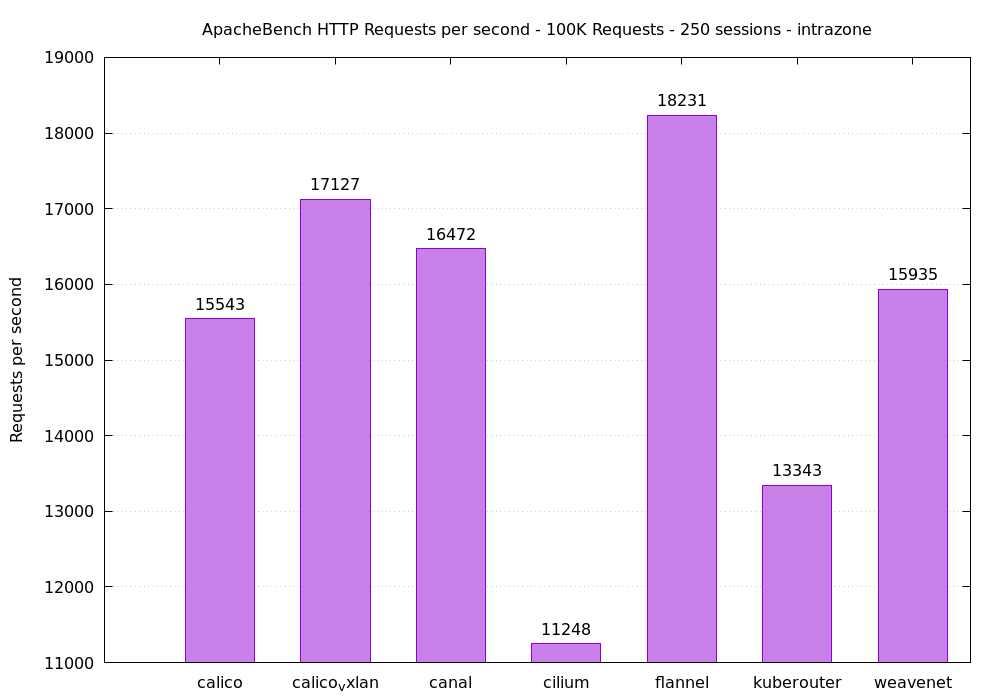 ApacheBench HTTP Requests per second - 100K Requests - 250 sessions - intrazone
Requests per second
19000
18000
17000
16000
15000
14000
13000
12000
11000
15543
17127
16472
11248
18231
13343
15935
calico
calicovxlan
canal
cilium
flannel
kuberouter
weavenet